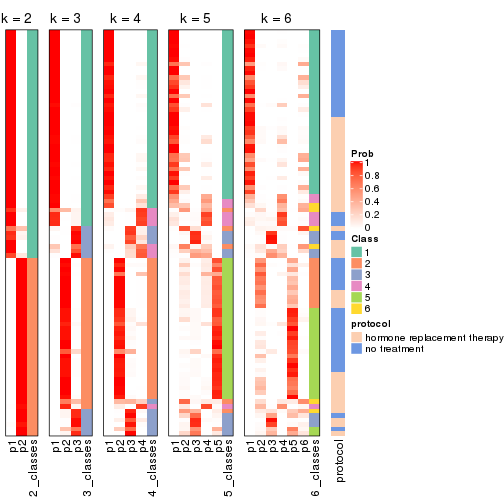 k = 2
k = 3
k = 4
k = 5
k = 6
Prob
1
0.8
0.6
0.4
0.2
0
Class
1
2
3
4
5
6
protocol
hormone replacement therapy
no treatment
p1
p2
2_classes
p1
p2
p3
3_classes
p1
p2
p3
p4
4_classes
p1
p2
p3
p4
p5
5_classes
p1
p2
p3
p4
p5
p6
6_classes
protocol